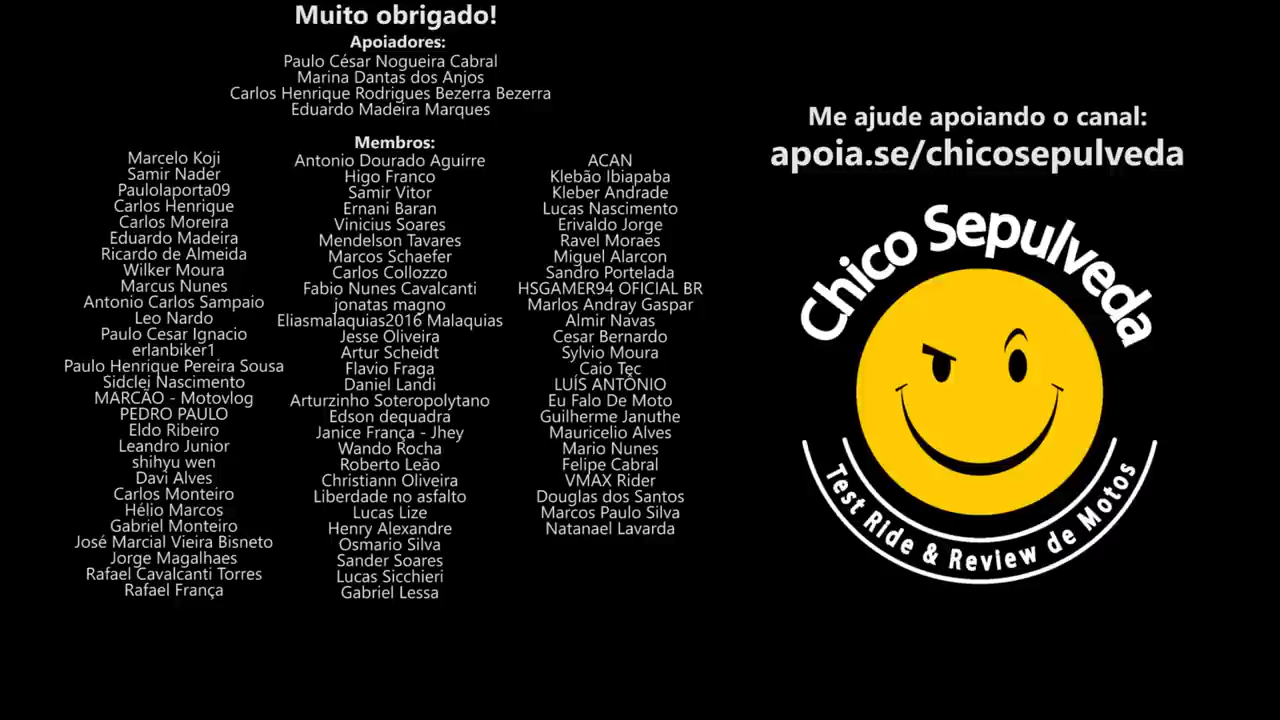 Muito obrigado!
Apoiadores:
Paulo César Nogueira Cabral
Marina Dantas dos Anjos
Carlos Henrique Rodrigues Bezerra Bezerra
Eduardo Madeira Marques
Membros:
Marcelo Koji
Samir Nader
Paulolaporta09
Carlos Henrique
Carlos Moreira
Eduardo Madeira
Ricardo de Almeida
Wilker Moura
Marcus Nunes
Antonio Carlos Sampaio
Leo Nardo
Paulo Cesar Ignacio
erlanbiker1
Paulo Henrique Pereira Sousa
Sidclei Nascimento
MARCÃO - Motovlog
PEDRO PAULO
Eldo Ribeiro
Leandro Junior
shihyu wen
Davi Alves
Carlos Monteiro
Hélio Marcos
Gabriel Monteiro
José Marcial Vieira Bisneto
Jorge Magalhaes
Rafael Cavalcanti Torres
Rafael França
Antonio Dourado Aguirre
Higo Franco
Samir Vitor
Ernani Baran
Vinicius Soares
Mendelson Tavares
Marcos Schaefer
Carlos Collozzo
Fabio Nunes Cavalcanti
jonatas magno
Eliasmalaquias2016 Malaquias
Jesse Oliveira
Artur Scheidt
Flavio Fraga
Daniel Landi
Arturzinho Soteropolytano
Edson dequadra
Janice França - Jhey
Wando Rocha
Roberto Leão
Christiann Oliveira
Liberdade no asfalto
Lucas Lize
Henry Alexandre
Osmario Silva
Sander Soares
Lucas Sicchieri
Gabriel Lessa
ACAN
Klebão Ibiapaba
Kleber Andrade
Lucas Nascimento
Erivaldo Jorge
Ravel Moraes
Miguel Alarcon
Sandro Portelada
HSGAMER94 OFICIAL BR
Marlos Andray Gaspar
Almir Navas
Cesar Bernardo
Sylvio Moura
Caio Teç
LUÍS ANTÔNIO
Eu Falo De Moto
Guilherme Januthe
Mauricelio Alves
Mario Nunes
Felipe Cabral
VMAX Rider
Douglas dos Santos
Marcos Paulo Silva
Natanael Lavarda
Me ajude apoiando o canal:
apoia.se/chicosepulveda
Chico Sepulveda
Test Ride & Review de Motos